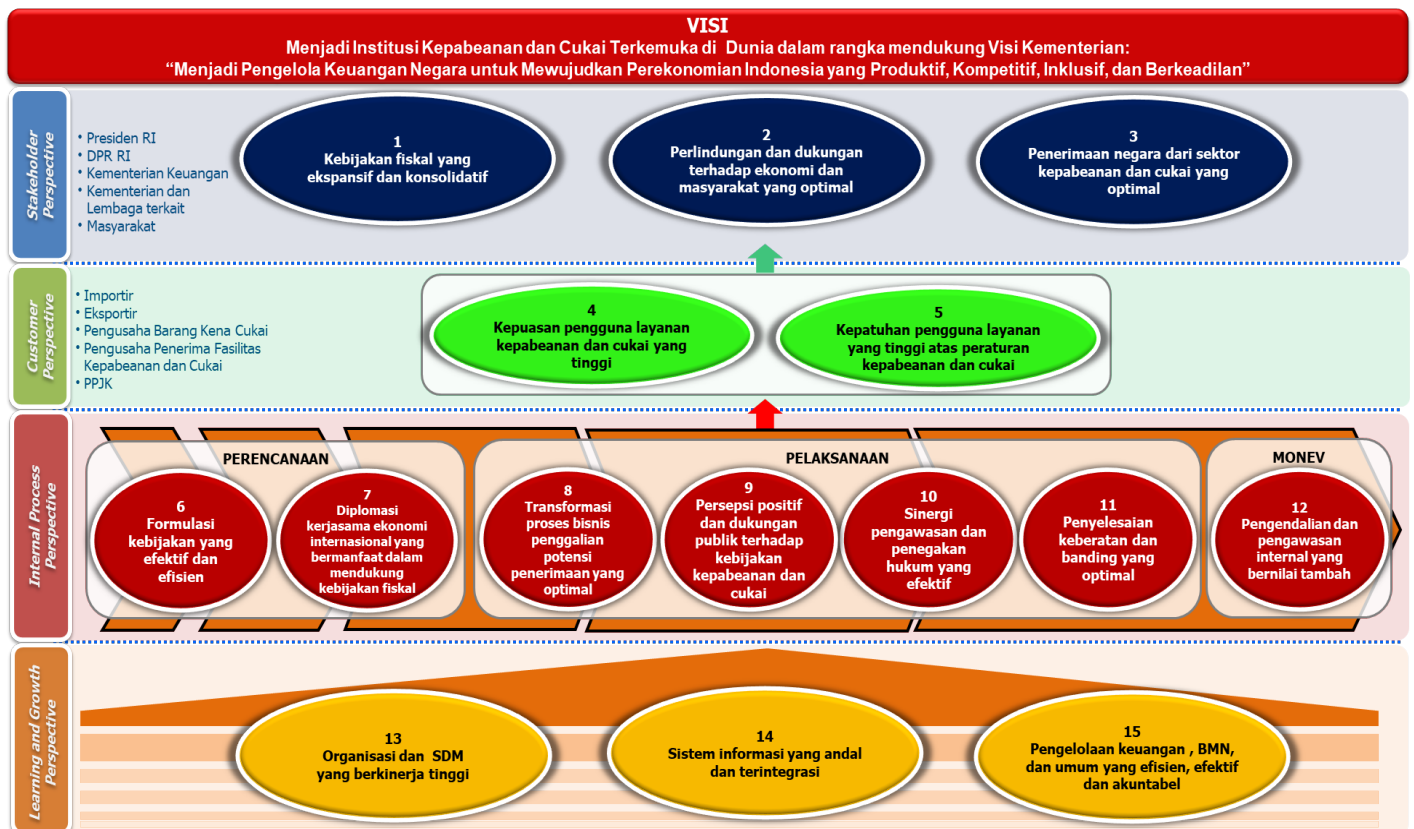 VISI
Menjadi Institusi Kepabeanan dan Cukai Terkemuka di Dunia dalam rangka mendukung Visi Kementerian:
“Menjadi Pengelola Keuangan Negara untuk Mewujudkan Perekonomian Indonesia yang Produktif, Kompetitif, Inklusif, dan Berkeadilan”
Stakeholder
Perspective
• Presiden RI
• DPR RI
• Kementerian Keuangan
• Kementerian dan
Lembaga terkait
• Masyarakat
1
Kebijakan fiskal yang
ekspansif dan konsolidatif
2
Perlindungan dan dukungan
terhadap ekonomi dan
masyarakat yang optimal
3
Penerimaan negara dari sektor
kepabeanan dan cukai yang
optimal
Customer
Perspective
• Importir
• Eksportir
• Pengusaha Barang Kena Cukai
• Pengusaha Penerima Fasilitas
Kepabeanan dan Cukai
• PPJK
4
Kepuasan pengguna layanan
kepabeanan dan cukai yang
tinggi
5
Kepatuhan pengguna layanan
yang tinggi atas peraturan
kepabeanan dan cukai
Internal Process
Perspective
PERENCANAAN
6
Formulasi
kebijakan yang
efektif dan
efisien
7
Diplomasi
kerjasama ekonomi
internasional yang
bermanfaat dalam
mendukung
kebijakan fiskal
PELAKSANAAN
8
Transformasi
proses bisnis
penggalian
potensi
penerimaan yang
optimal
9
Persepsi positif
dan dukungan
publik terhadap
kebijakan
kepabeanan dan
cukai
10
Sinergi
pengawasan dan
penegakan
hukum yang
efektif
11
Penyelesaian
keberatan dan
banding yang
optimal
MONEV
12
Pengendalian dan
pengawasan
internal yang
bernilai tambah
Learning and Growth
Perspective
13
Organisasi dan SDM
yang berkinerja tinggi
14
Sistem informasi yang andal
dan terintegrasi
15
Pengelolaan keuangan , BMN,
dan umum yang efisien, efektif
dan akuntabel